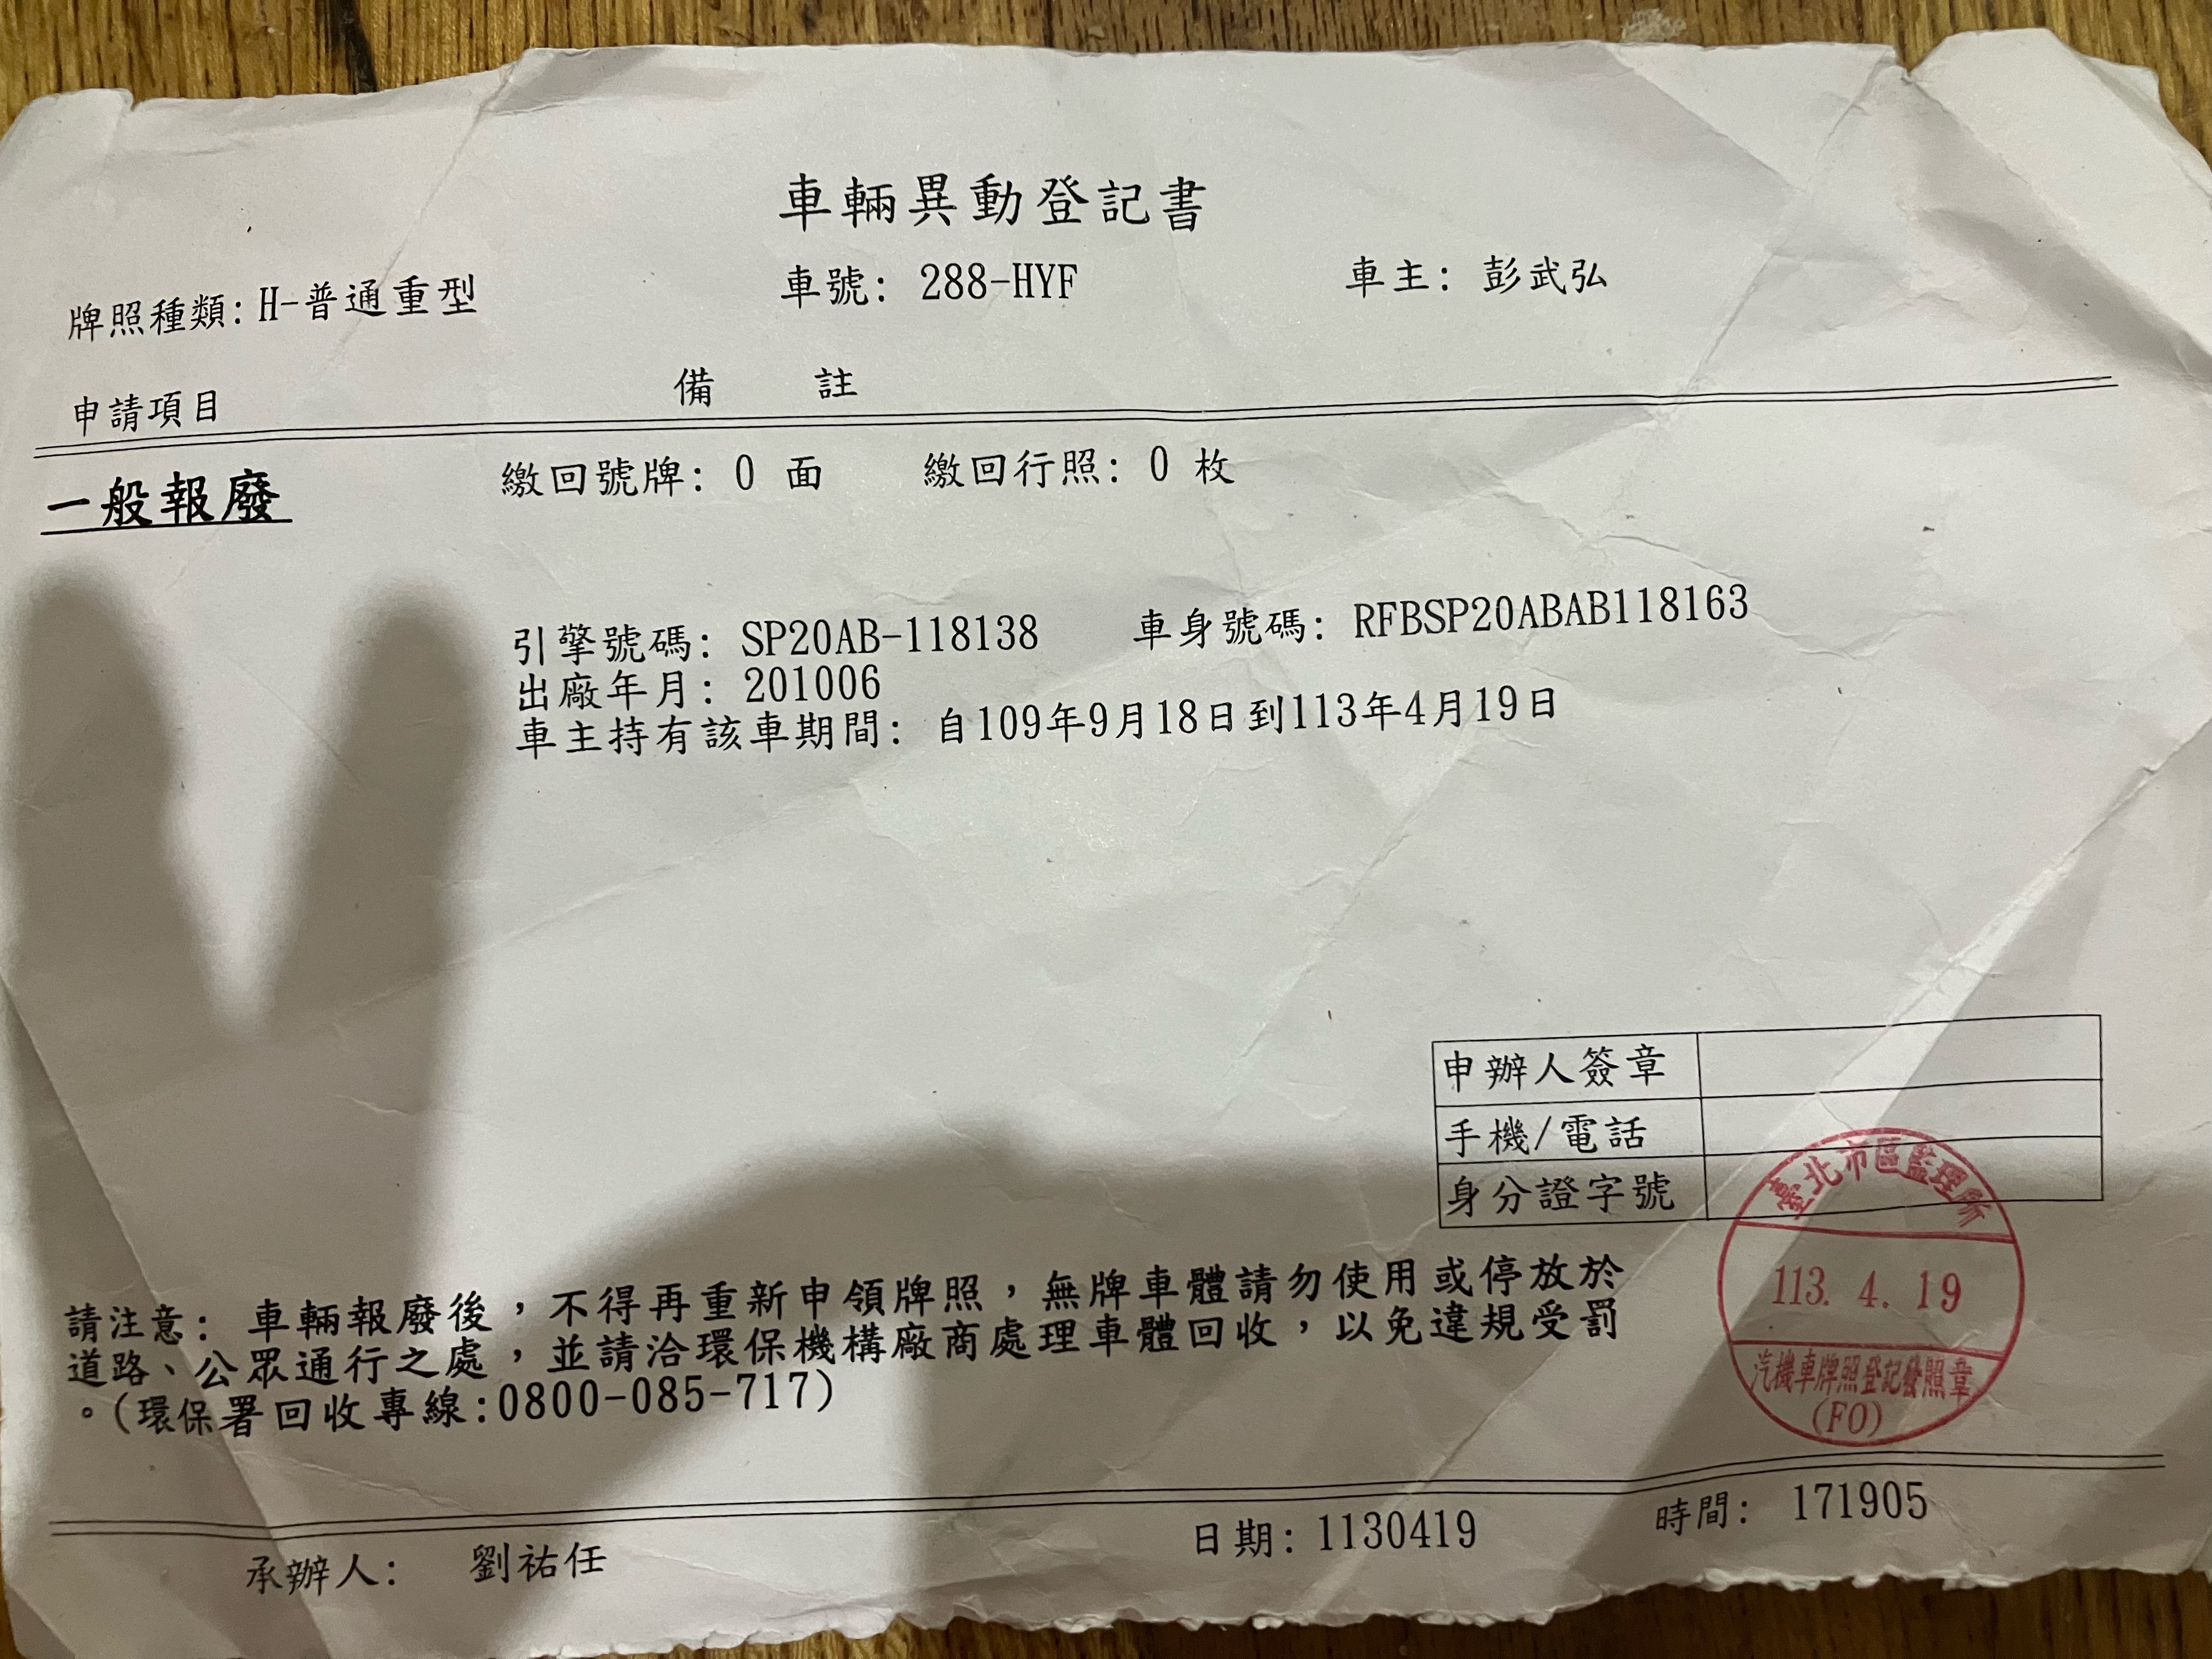 車輛異動登記書
牌照種類：H-普通重型 車號：288-HYF 車主：彭武弘
申請項目 備 註
一般報廢 繳回號牌：0 面 繳回行照：0 枚
引擎號碼：SP20AB-118138 車身號碼：RFBSP20ABAB118163
出廠年月：201006
車主持有該車期間：自109年9月18日到113年4月19日
申辦人簽章
手機/電話
身分證字號
請注意：車輛報廢後，不得再重新申領牌照，無牌車體請勿使用或停放於
道路、公眾通行之處，並請洽環保機構廠商處理車體回收，以免違規受罰
。(環保署回收專線：0800-085-717)
臺北市區監理所
113. 4. 19
汽機車牌照登記發照章
(FO)
承辦人：劉祐任 日期：1130419 時間：171905